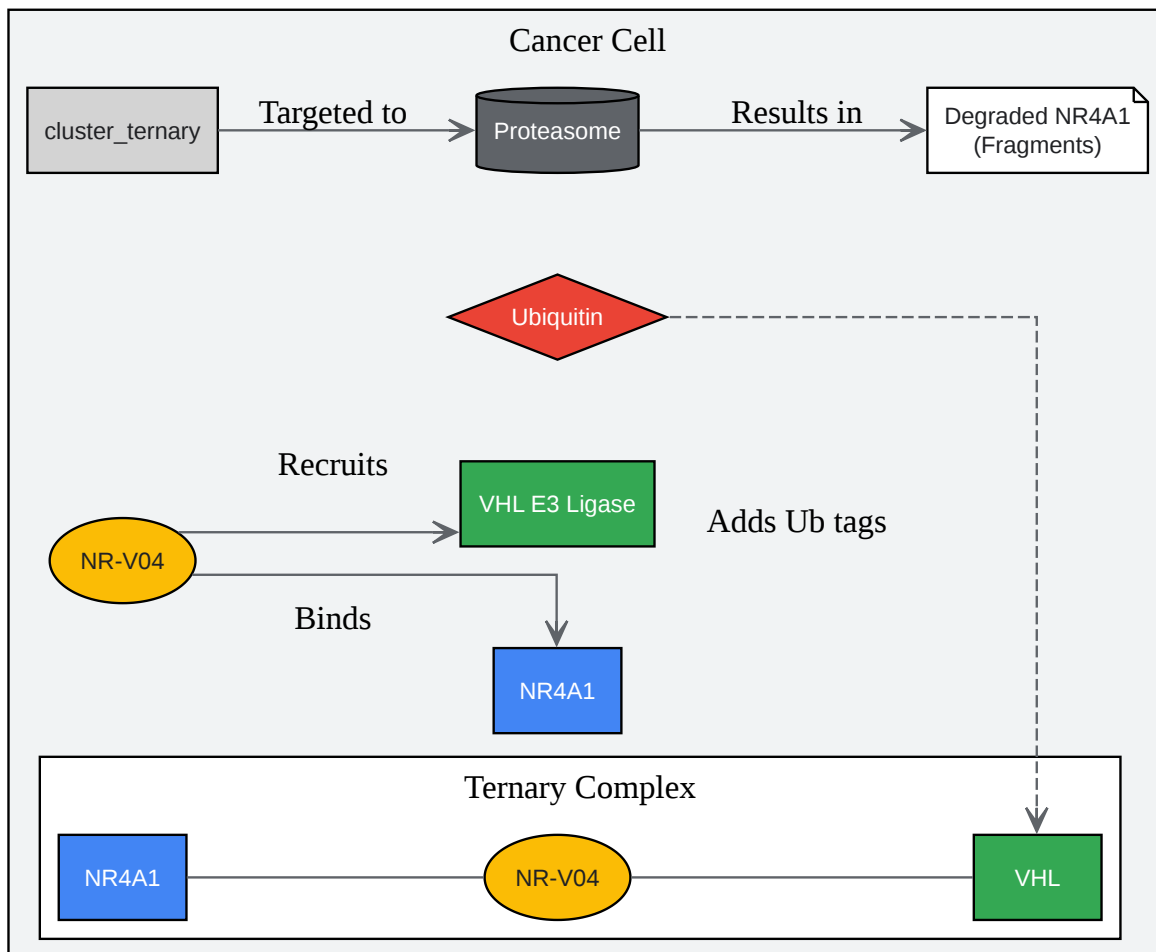 Cancer Cell
cluster_ternary
Targeted to
Proteasome
Results in
Degraded NR4A1
(Fragments)
Ubiquitin
Recruits
VHL E3 Ligase
Adds Ub tags
NR-V04
Binds
NR4A1
Ternary Complex
NR4A1
NR-V04
VHL